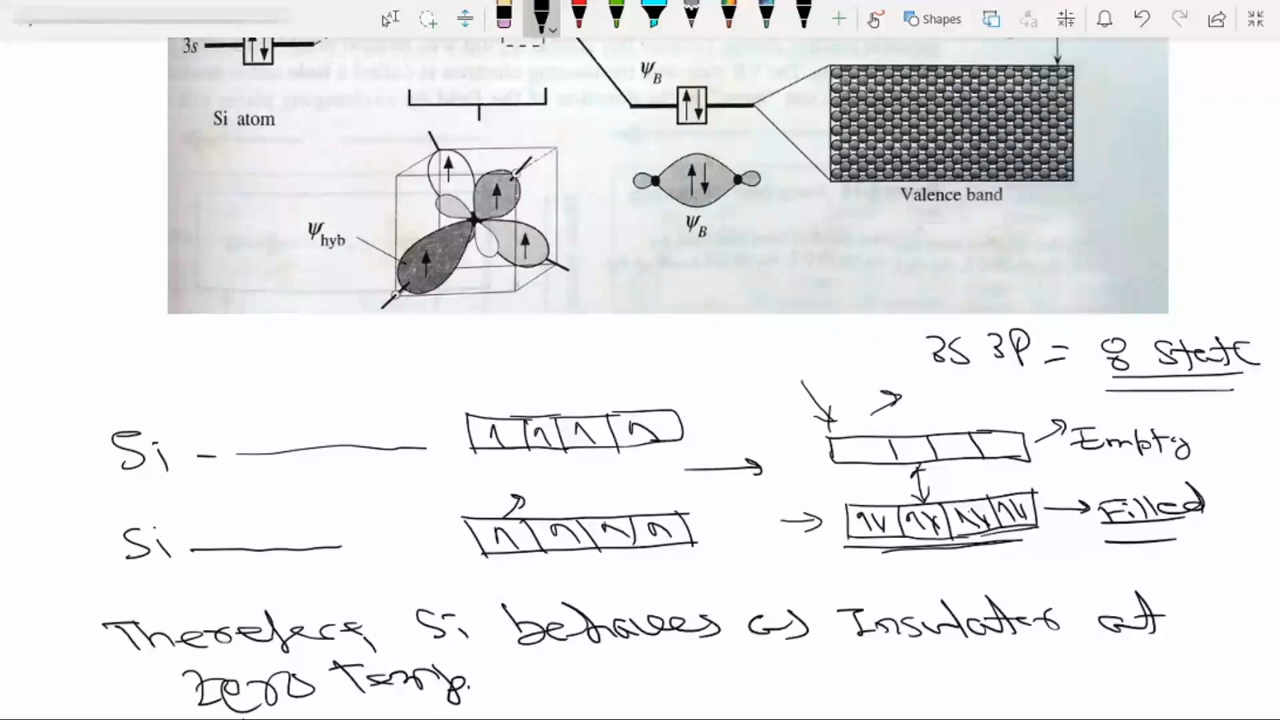 Shapes
3s
Si atom
Ψhyb
ΨB
ΨB
Valence band
3S 3P = 8 state
Si -
Empty
Si
Filled
Therefore, Si behaves as Insulator at
zero temp.